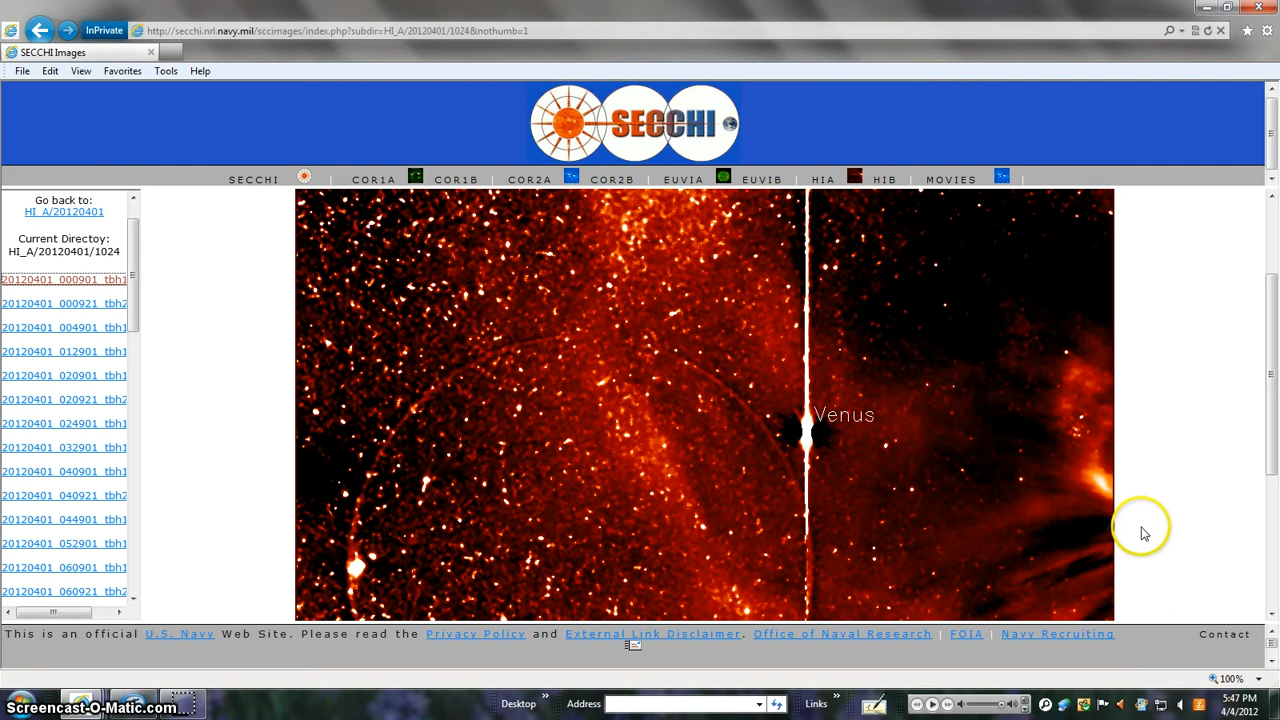 InPrivate
http://secchi.nrl.navy.mil/sccimages/index.php?subdir=HI_A/20120401/1024&nothumb=1
SECCHI Images
File Edit View Favorites Tools Help
SECCHI
SECCHI | COR1A COR1B | COR2A COR2B | EUVIA EUVIB | HIA HIB | MOVIES |
Go back to:
HI_A/20120401
Current Directoy:
HI_A/20120401/1024
20120401_000901_tbh1
20120401_000921_tbh2
20120401_004901_tbh1
20120401_012901_tbh1
20120401_020901_tbh1
20120401_020921_tbh2
20120401_024901_tbh1
20120401_032901_tbh1
20120401_040901_tbh1
20120401_040921_tbh2
20120401_044901_tbh1
20120401_052901_tbh1
20120401_060901_tbh1
20120401_060921_tbh2
Venus
This is an official U.S. Navy Web Site. Please read the Privacy Policy and External Link Disclaimer. Office of Naval Research | FOIA | Navy Recruiting
Contact
100%
Desktop
Address
Links
5:47 PM
4/4/2012
Screencast-O-Matic.com